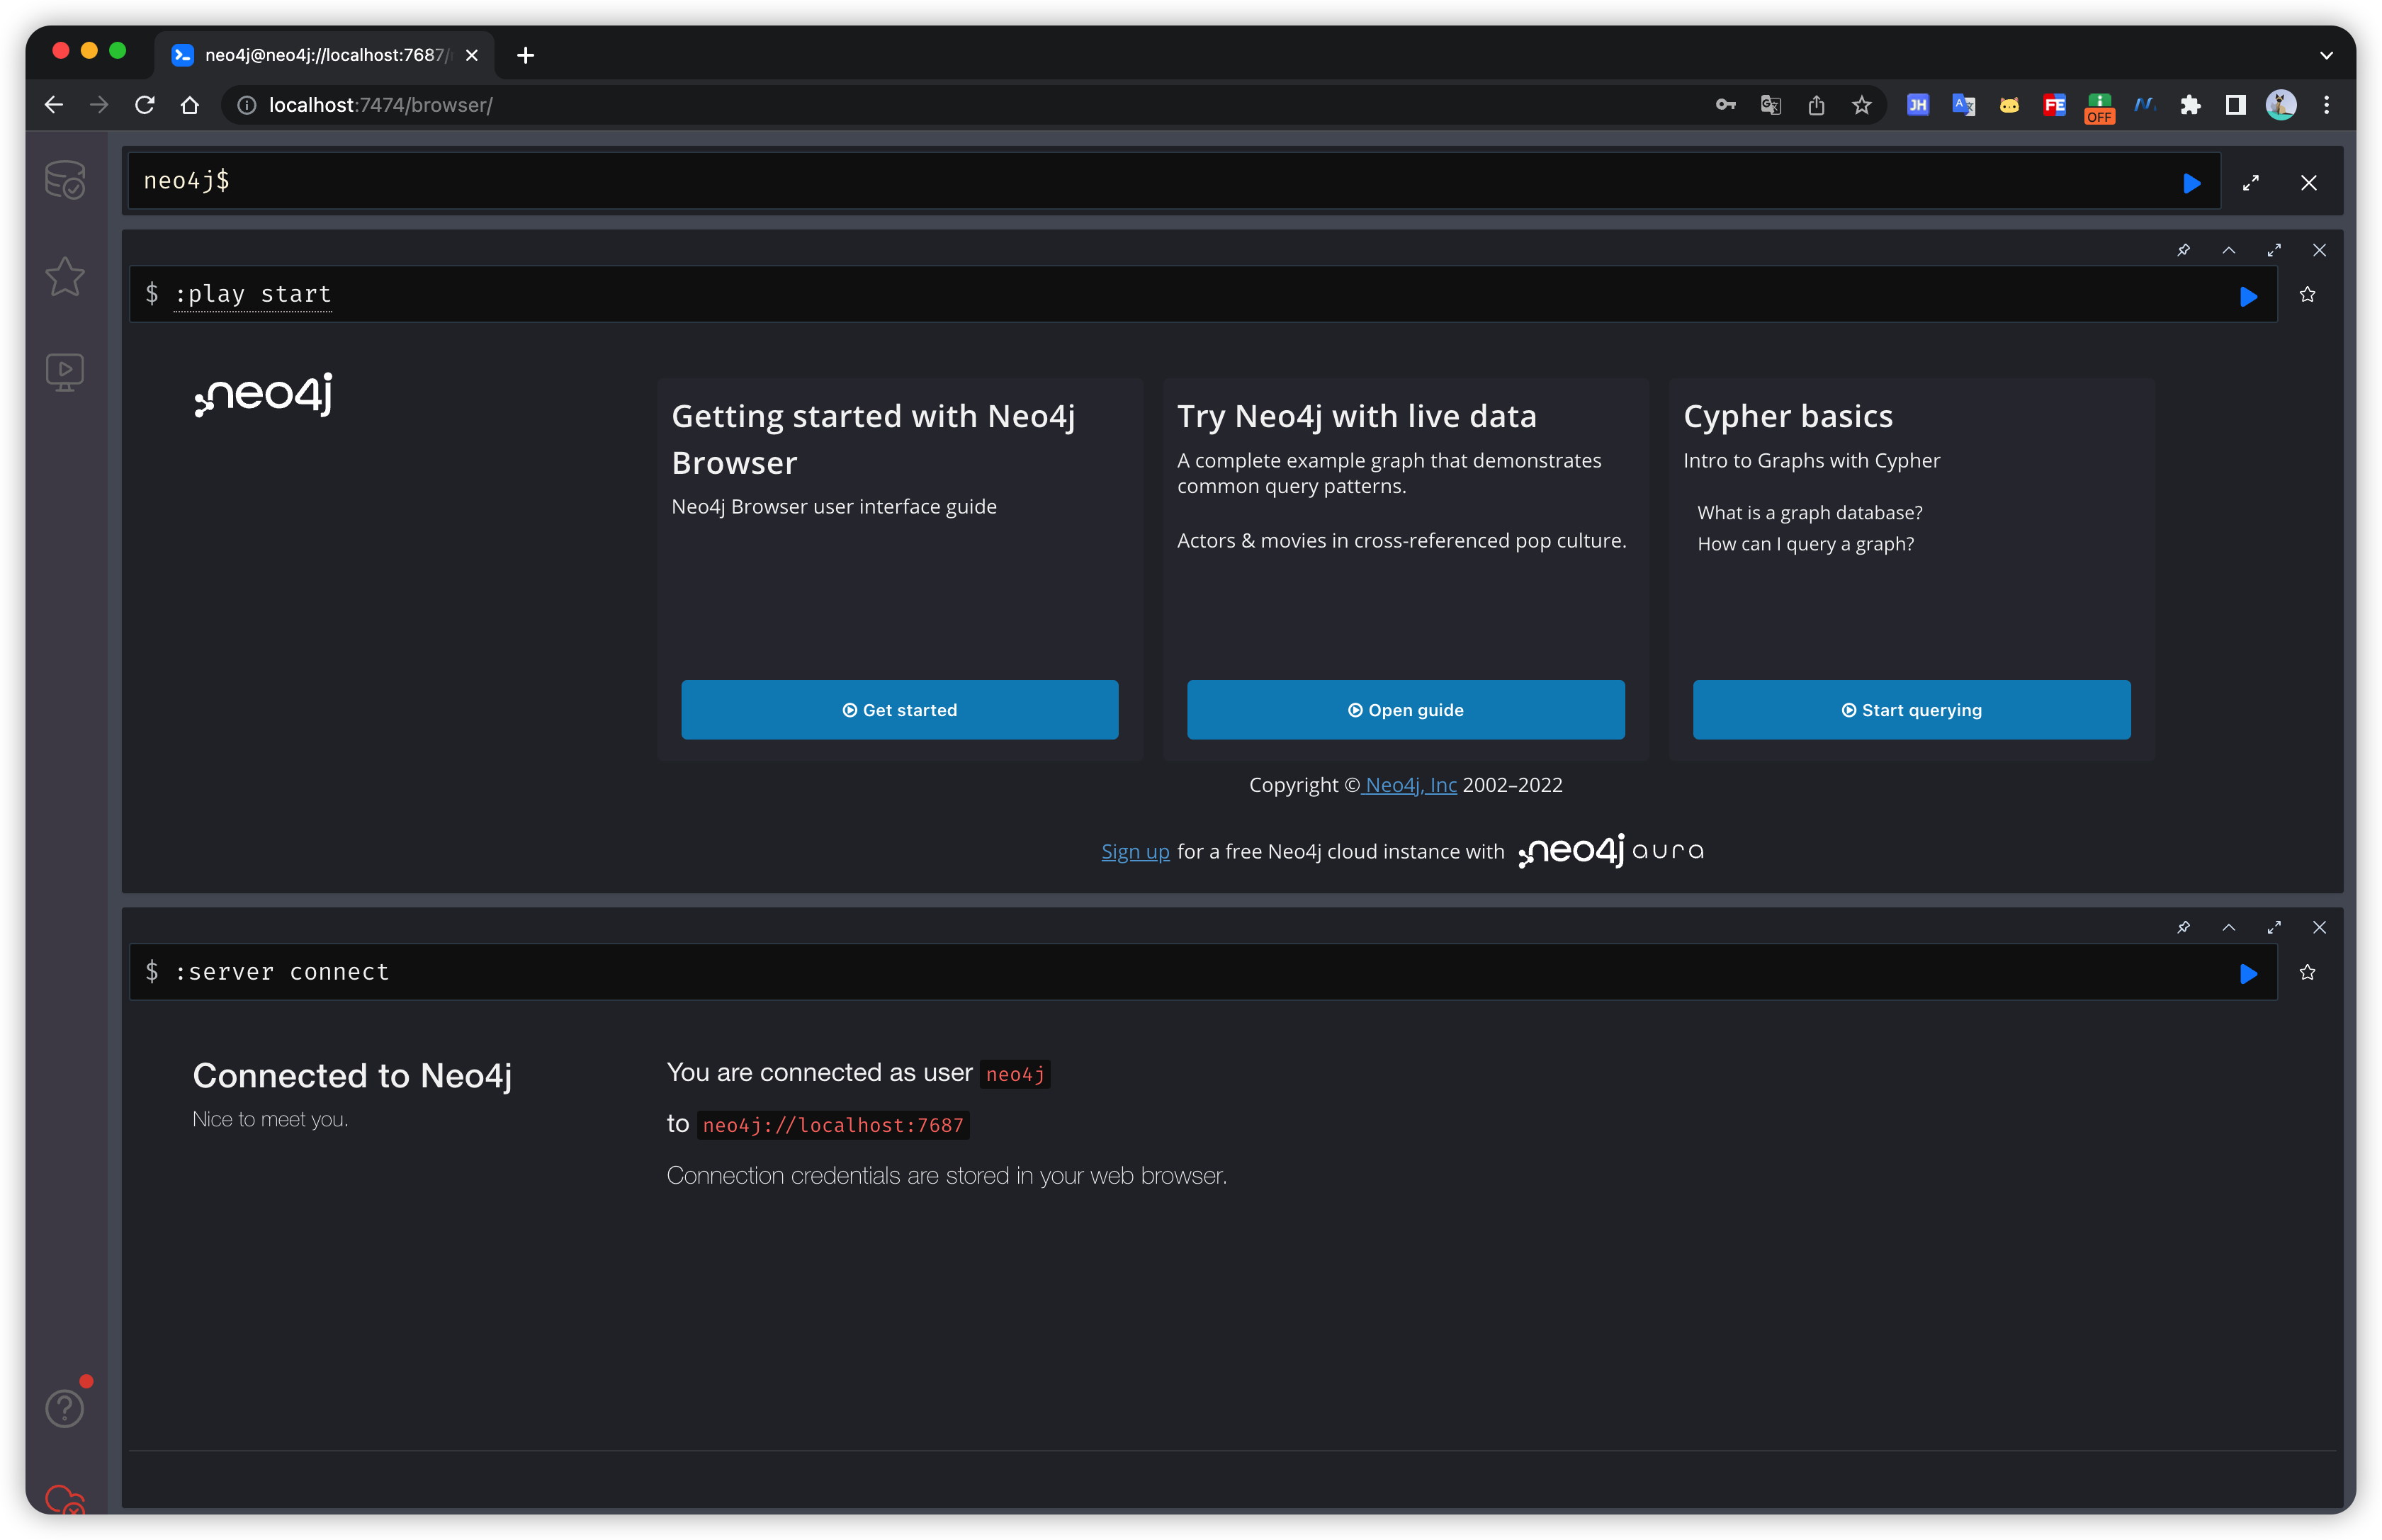 neo4j@neo4j://localhost:7687/
localhost:7474/browser/
JH
FE
OFF
neo4j$
$ :play start
neo4j
Getting started with Neo4j
Browser
Neo4j Browser user interface guide
Get started
Try Neo4j with live data
A complete example graph that demonstrates
common query patterns.
Actors & movies in cross-referenced pop culture.
Open guide
Cypher basics
Intro to Graphs with Cypher
What is a graph database?
How can I query a graph?
Start querying
Copyright © Neo4j, Inc 2002–2022
Sign up for a free Neo4j cloud instance with neo4j aura
$ :server connect
Connected to Neo4j
Nice to meet you.
You are connected as user neo4j
to neo4j://localhost:7687
Connection credentials are stored in your web browser.